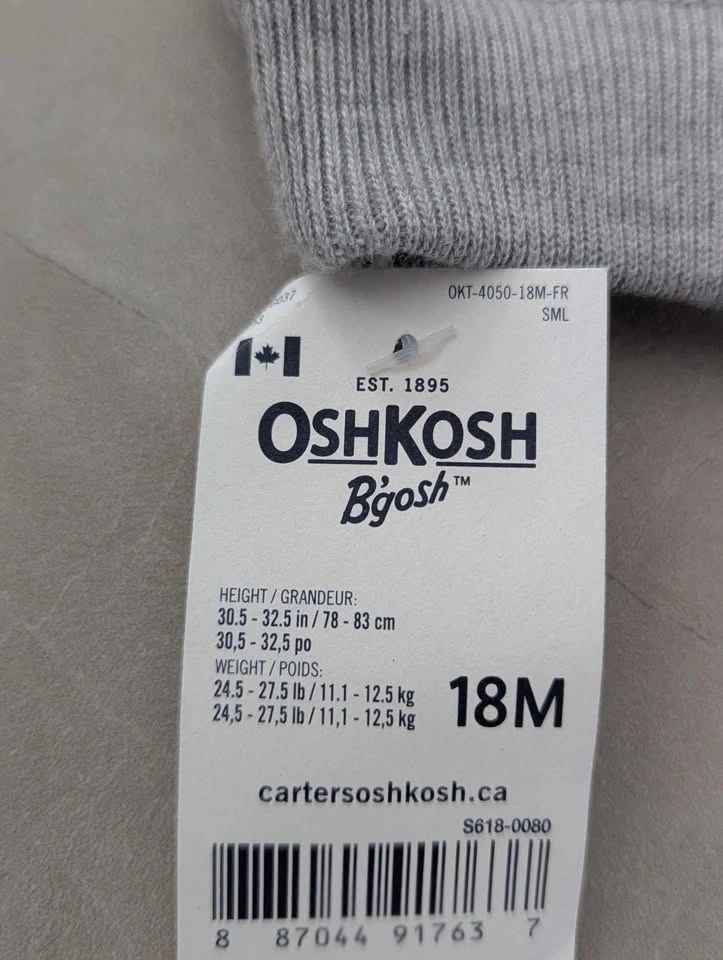 OKT-4050-18M-FR
SML
EST. 1895
OSHKOSH
B'gosh™
HEIGHT / GRANDEUR:
30.5 - 32.5 in / 78 - 83 cm
30,5 - 32,5 po
WEIGHT / POIDS:
24.5 - 27.5 lb / 11.1 - 12.5 kg
24,5 - 27,5 lb / 11,1 - 12,5 kg
18M
cartersoshkosh.ca
S618-0080
8 87044 91763 7